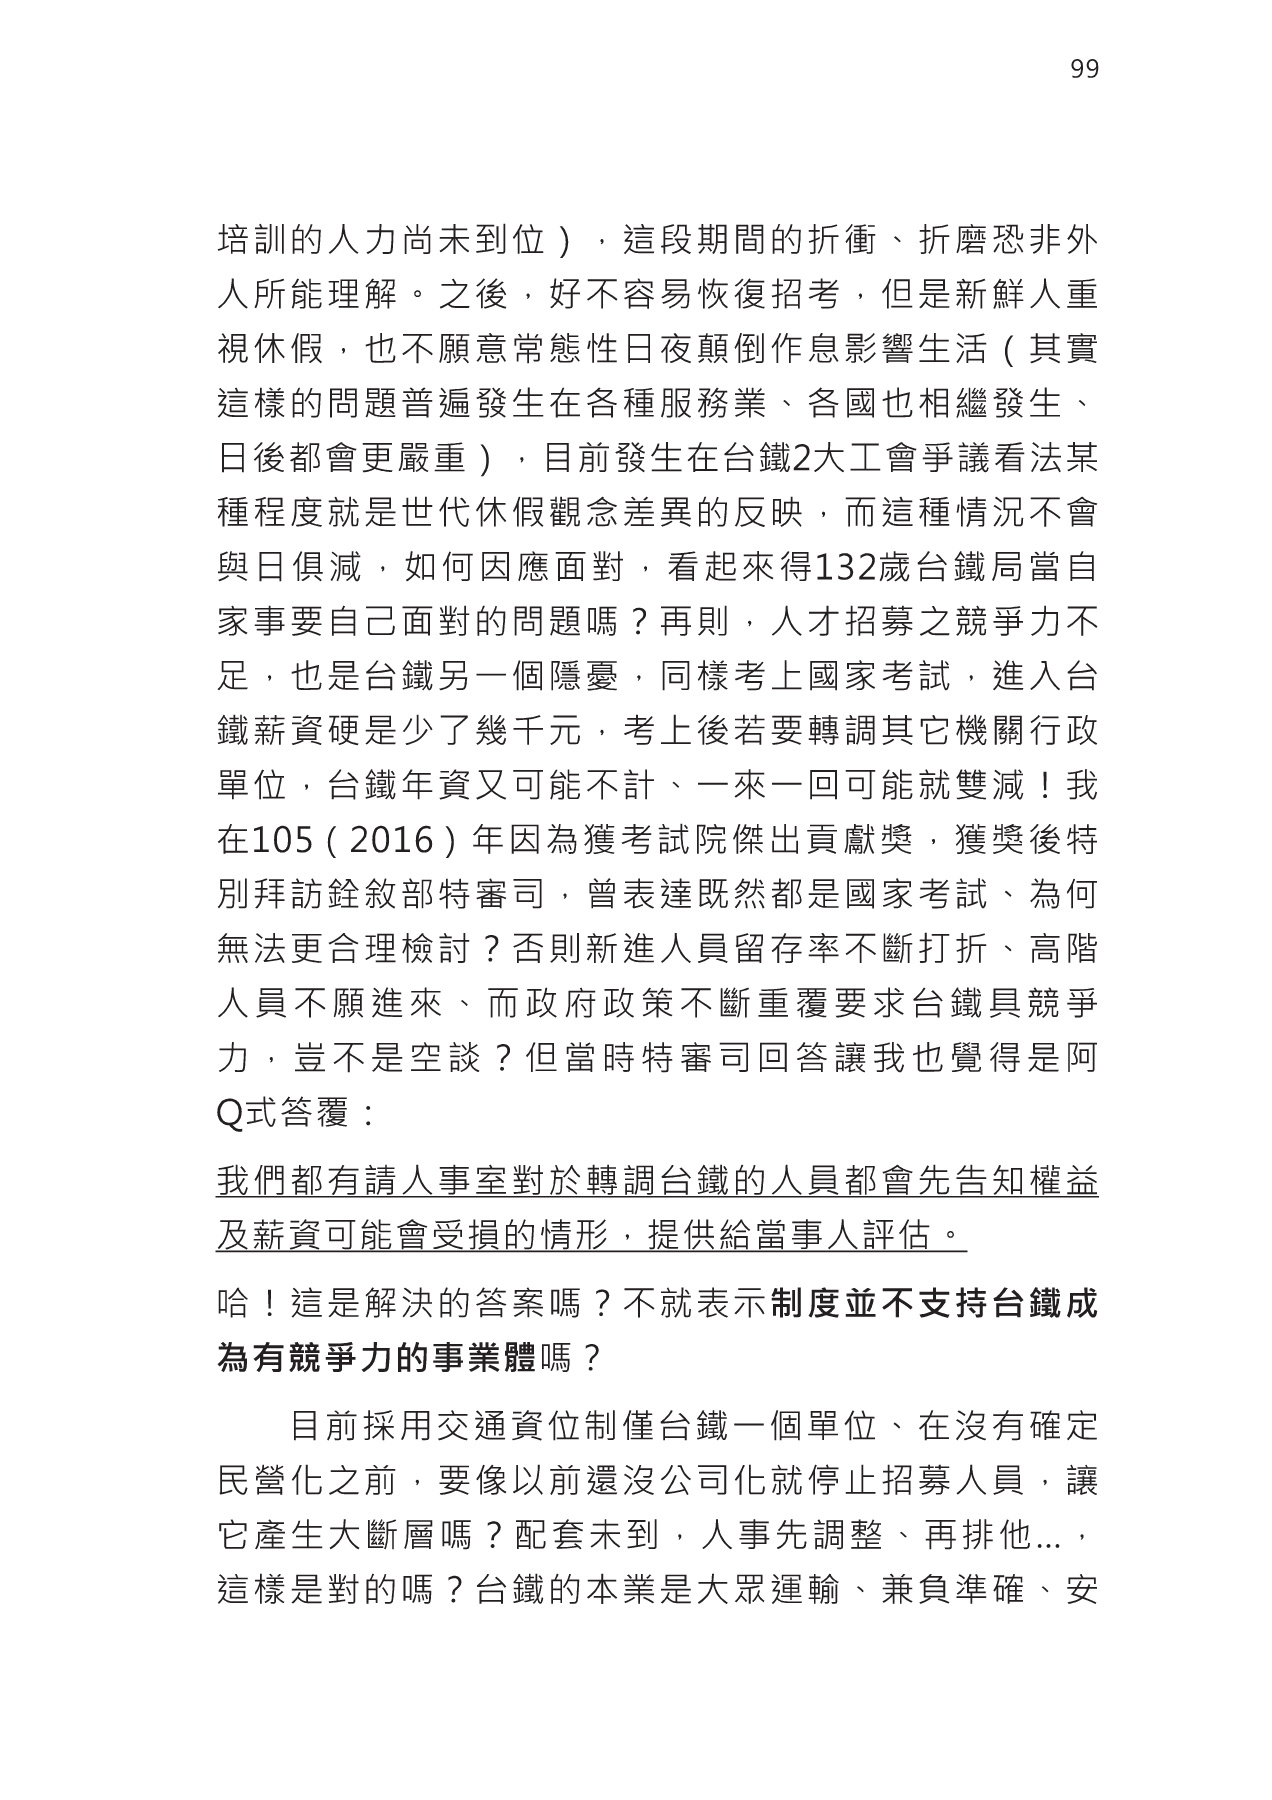 99
培訓的人力尚未到位），這段期間的折衝、折磨恐非外
人所能理解。之後，好不容易恢復招考，但是新鮮人重
視休假，也不願意常態性日夜顛倒作息影響生活（其實
這樣的問題普遍發生在各種服務業、各國也相繼發生、
日後都會更嚴重），目前發生在台鐵2大工會爭議看法某
種程度就是世代休假觀念差異的反映，而這種情況不會
與日俱減，如何因應面對，看起來得132歲台鐵局當自
家事要自己面對的問題嗎？再則，人才招募之競爭力不
足，也是台鐵另一個隱憂，同樣考上國家考試，進入台
鐵薪資硬是少了幾千元，考上後若要轉調其它機關行政
單位，台鐵年資又可能不計、一來一回可能就雙減！我
在105（2016）年因為獲考試院傑出貢獻獎，獲獎後特
別拜訪銓敘部特審司，曾表達既然都是國家考試、為何
無法更合理檢討？否則新進人員留存率不斷打折、高階
人員不願進來、而政府政策不斷重覆要求台鐵具競爭
力，豈不是空談？但當時特審司回答讓我也覺得是阿
Q式答覆：
我們都有請人事室對於轉調台鐵的人員都會先告知權益
及薪資可能會受損的情形，提供給當事人評估。
哈！這是解決的答案嗎？不就表示制度並不支持台鐵成
為有競爭力的事業體嗎？
目前採用交通資位制僅台鐵一個單位、在沒有確定
民營化之前，要像以前還沒公司化就停止招募人員，讓
它產生大斷層嗎？配套未到，人事先調整、再排他…，
這樣是對的嗎？台鐵的本業是大眾運輸、兼負準確、安